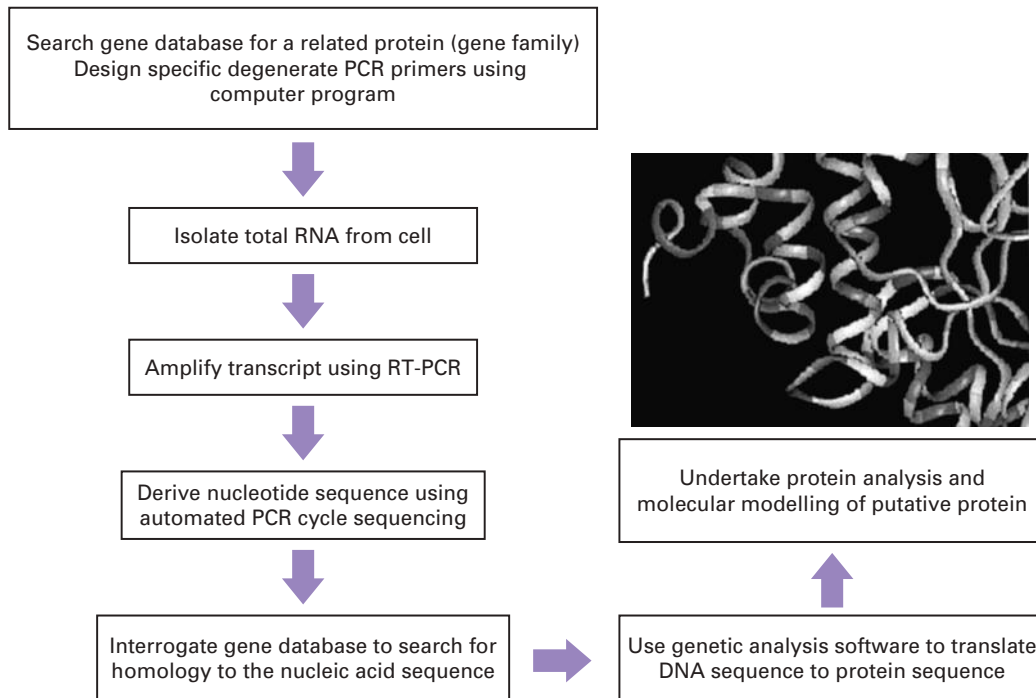 Search gene database for a related protein (gene family)
Design specific degenerate PCR primers using
computer program
Isolate total RNA from cell
Amplify transcript using RT-PCR
Derive nucleotide sequence using
automated PCR cycle sequencing
Interrogate gene database to search for
homology to the nucleic acid sequence
Use genetic analysis software to translate
DNA sequence to protein sequence
Undertake protein analysis and
molecular modelling of putative protein